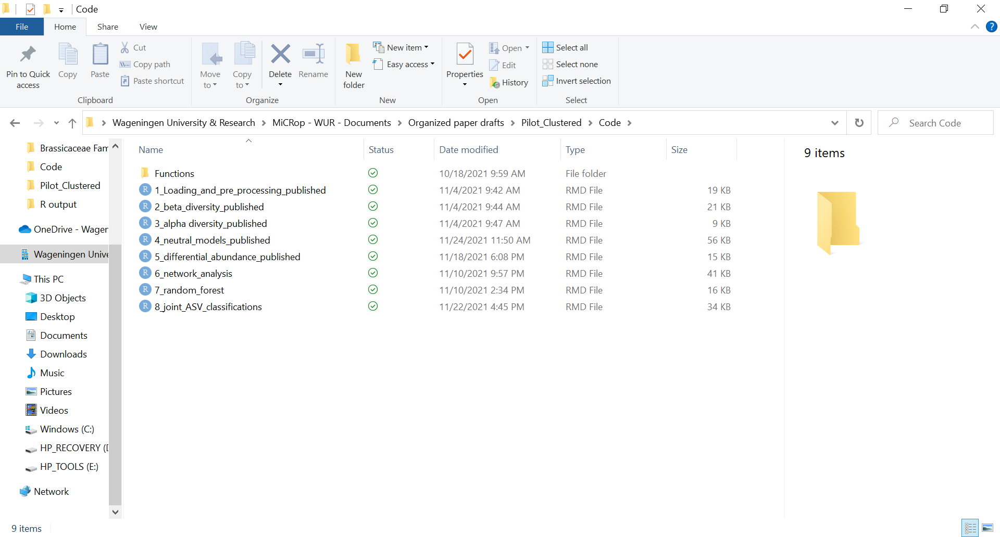 Code
File Home Share View
Pin to Quick access
Copy
Paste
Cut
Copy path
Paste shortcut
Clipboard
Move to
Copy to
Delete
Rename
Organize
New folder
New item
Easy access
New
Properties
Open
Edit
History
Open
Select all
Select none
Invert selection
Select
Wageningen University & Research > MiCRop - WUR - Documents > Organized paper drafts > Pilot_Clustered > Code >
Search Code
Brassicaceae Fam
Code
Pilot_Clustered
R output
OneDrive - Wagen
Wageningen Unive
This PC
3D Objects
Desktop
Documents
Downloads
Music
Pictures
Videos
Windows (C:)
HP_RECOVERY (D
HP_TOOLS (E:)
Network
Name Status Date modified Type Size
Functions 10/18/2021 9:59 AM File folder
R 1_Loading_and_pre_processing_published 11/4/2021 9:42 AM RMD File 19 KB
R 2_beta_diversity_published 11/4/2021 9:44 AM RMD File 21 KB
R 3_alpha diversity_published 11/4/2021 9:47 AM RMD File 9 KB
R 4_neutral_models_published 11/24/2021 11:50 AM RMD File 56 KB
R 5_differential_abundance_published 11/18/2021 6:08 PM RMD File 15 KB
R 6_network_analysis 11/10/2021 9:57 PM RMD File 41 KB
R 7_random_forest 11/10/2021 2:34 PM RMD File 16 KB
R 8_joint_ASV_classifications 11/22/2021 4:45 PM RMD File 34 KB
9 items
9 items